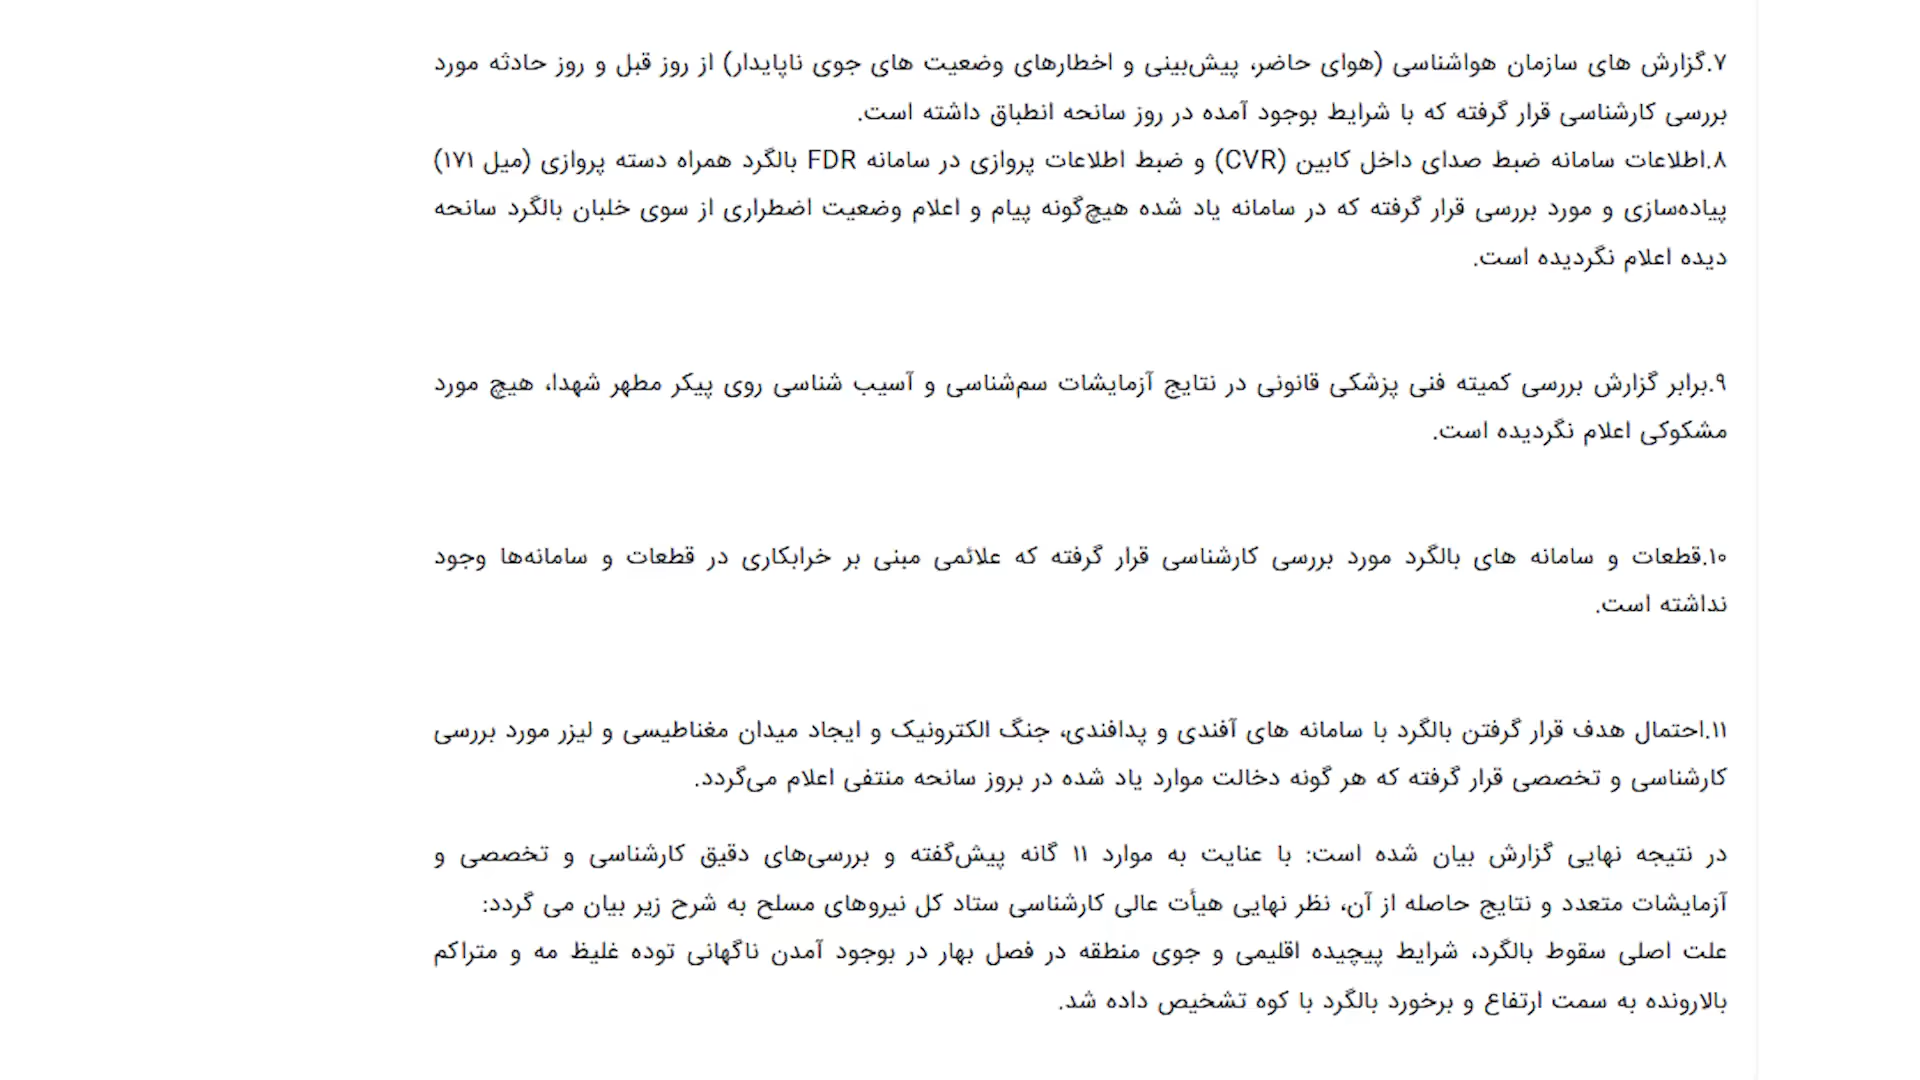 ۷.گزارش های سازمان هواشناسی (هوای حاضر، پیش‌بینی و اخطارهای وضعیت های جوی ناپایدار) از روز قبل و روز حادثه مورد
بررسی کارشناسی قرار گرفته که با شرایط بوجود آمده در روز سانحه انطباق داشته است.
۸.اطلاعات سامانه ضبط صدای داخل کابین (CVR) و ضبط اطلاعات پروازی در سامانه FDR بالگرد همراه دسته پروازی (میل ۱۷۱)
پیاده‌سازی و مورد بررسی قرار گرفته که در سامانه یاد شده هیچ‌گونه پیام و اعلام وضعیت اضطراری از سوی خلبان بالگرد سانحه
دیده اعلام نگردیده است.
۹.برابر گزارش بررسی کمیته فنی پزشکی قانونی در نتایج آزمایشات سم‌شناسی و آسیب شناسی روی پیکر مطهر شهدا، هیچ مورد
مشکوکی اعلام نگردیده است.
۱۰.قطعات و سامانه های بالگرد مورد بررسی کارشناسی قرار گرفته که علائمی مبنی بر خرابکاری در قطعات و سامانه‌ها وجود
نداشته است.
۱۱.احتمال هدف قرار گرفتن بالگرد با سامانه های آفندی و پدافندی، جنگ الکترونیک و ایجاد میدان مغناطیسی و لیزر مورد بررسی
کارشناسی و تخصصی قرار گرفته که هر گونه دخالت موارد یاد شده در بروز سانحه منتفی اعلام می‌گردد.
در نتیجه نهایی گزارش بیان شده است: با عنایت به موارد ۱۱ گانه پیش‌گفته و بررسی‌های دقیق کارشناسی و تخصصی و
آزمایشات متعدد و نتایج حاصله از آن، نظر نهایی هیأت عالی کارشناسی ستاد کل نیروهای مسلح به شرح زیر بیان می گردد:
علت اصلی سقوط بالگرد، شرایط پیچیده اقلیمی و جوی منطقه در فصل بهار در بوجود آمدن ناگهانی توده غلیظ مه و متراکم
بالارونده به سمت ارتفاع و برخورد بالگرد با کوه تشخیص داده شد.